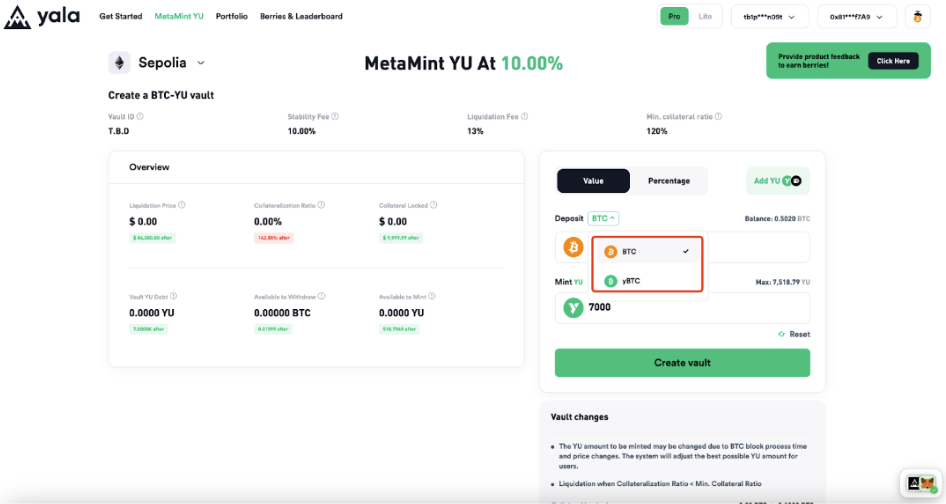 yala Get Started MetaMint YU Portfolio Berries & Leaderboard Pro Lite tb1p***n09t 0x81***f7A9
Sepolia
MetaMint YU At 10.00%
Provide product feedback
to earn berries!
Click Here
Create a BTC-YU vault
Vault ID Stability Fee Liquidation Fee Min. collateral ratio
T.B.D 10.00% 13% 120%
Overview
Liquidation Price Collateralization Ratio Collateral Locked
$ 0.00 0.00% $ 0.00
$ 84,000.00 after 142.85% after $ 9,999.99 after
Vault YU Debt Available to Withdraw Available to Mint
0.0000 YU 0.00000 BTC 0.0000 YU
7.0000K after 0.01999 after
Value Percentage Add YU
Deposit BTC Balance: 0.5020 BTC
BTC
yBTC
Mint YU Max: 7,518.79 YU
7000
Reset
Create vault
Vault changes
The YU amount to be minted may be changed due to BTC block process time
and price changes. The system will adjust the best possible YU amount for
users.
Liquidation when Collateralization Ratio < Min. Collateral Ratio